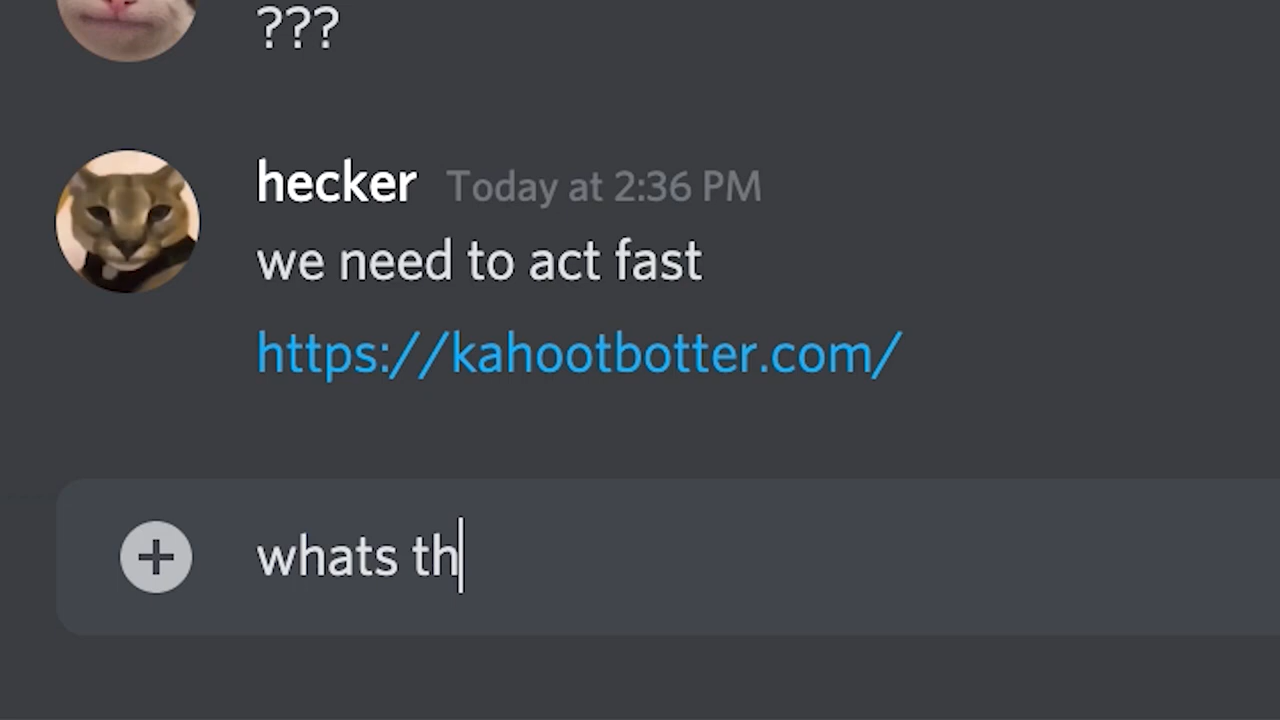 ???
hecker Today at 2:36 PM
we need to act fast
https://kahootbotter.com/
whats th